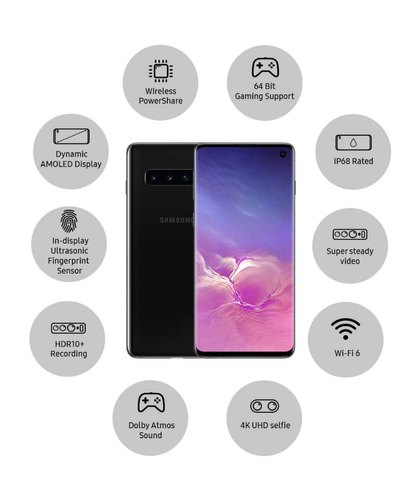 Wireless
PowerShare
64 Bit
Gaming Support
Dynamic
AMOLED Display
IP68 Rated
SAMSUNG
In-display
Ultrasonic
Fingerprint
Sensor
Super steady
video
HDR10+
Recording
Wi-Fi 6
Dolby Atmos
Sound
4K UHD selfie